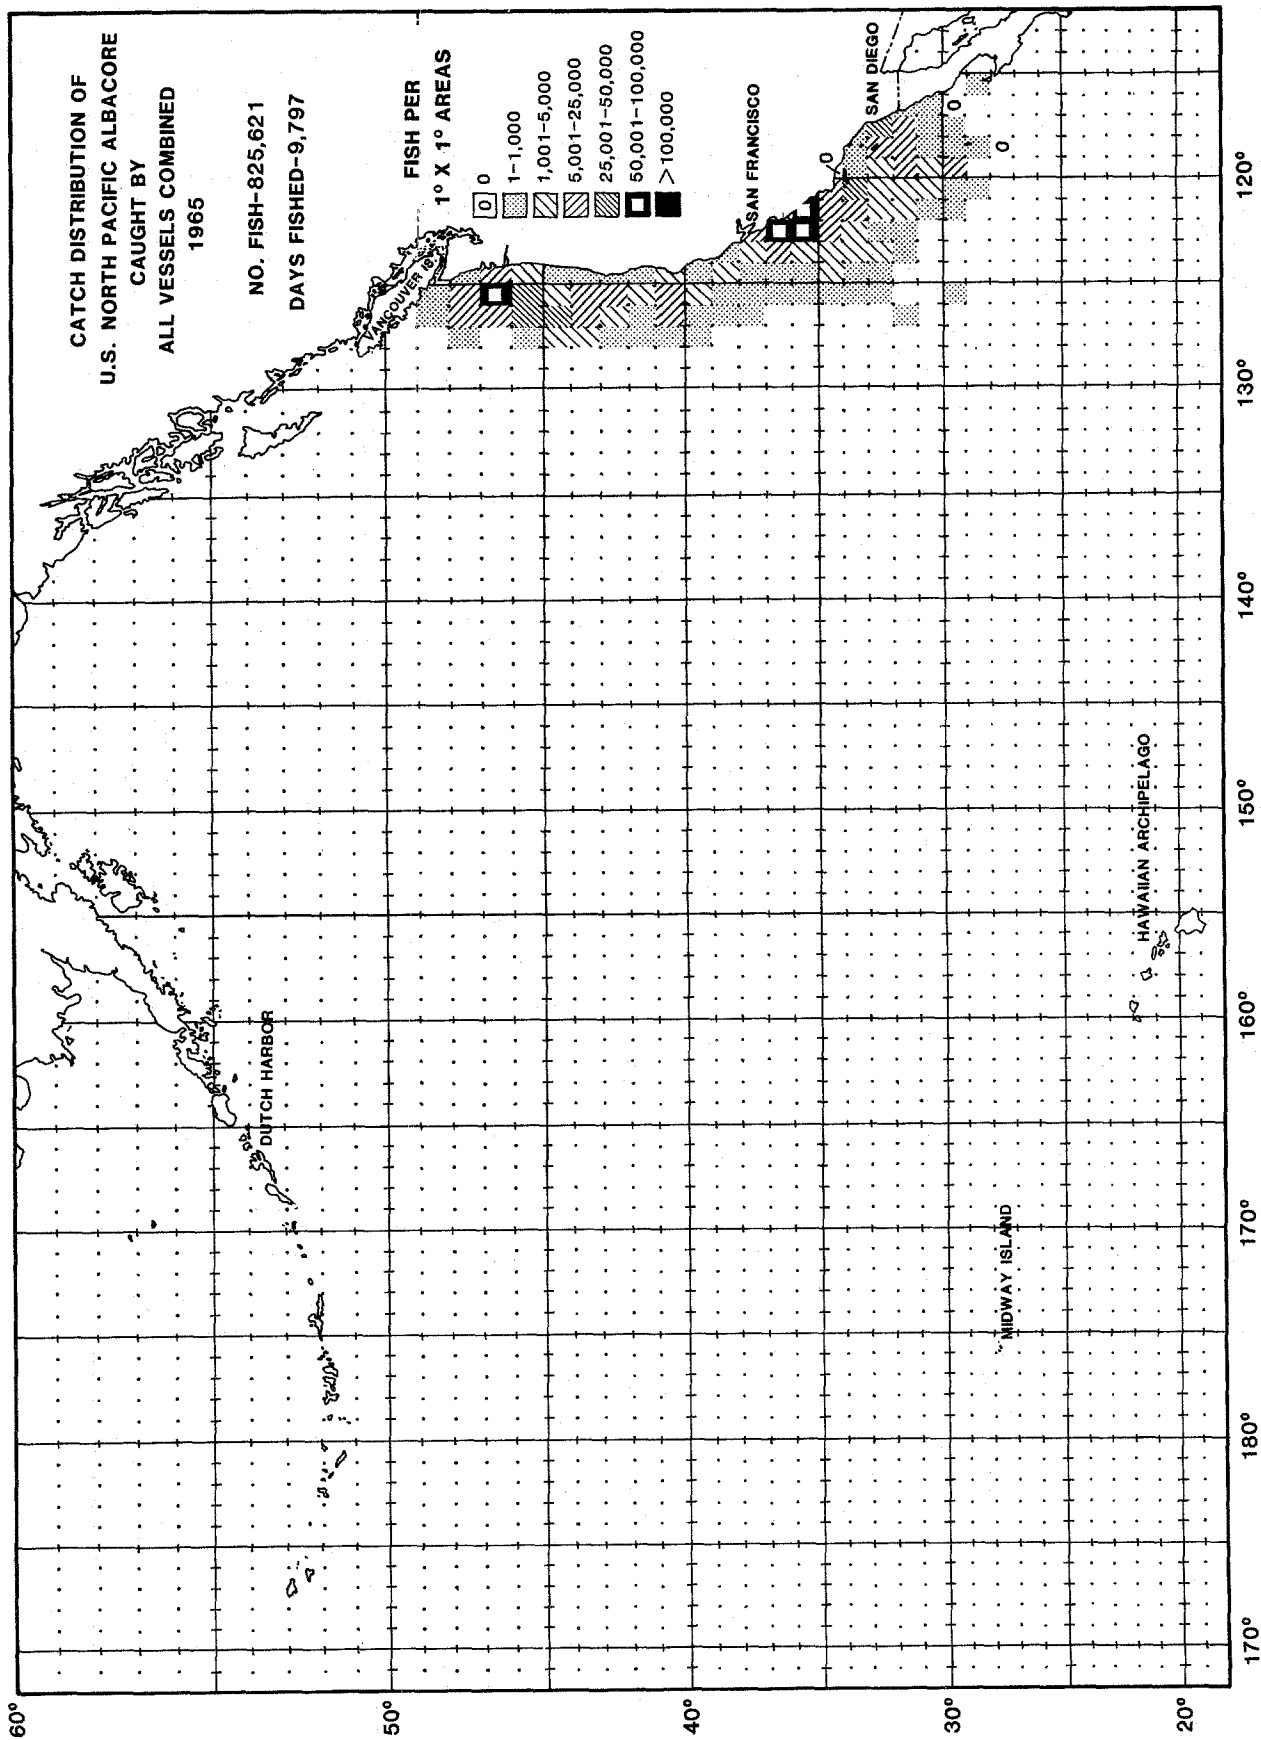 CATCH DISTRIBUTION OF
U.S. NORTH PACIFIC ALBACORE
CAUGHT BY
ALL VESSELS COMBINED
1965
NO. FISH-825,621
DAYS FISHED-9,797
FISH PER
1° X 1° AREAS
0 0
1-1,000
1,001-5,000
5,001-25,000
25,001-50,000
50,001-100,000
>100,000
VANCOUVER IS
SAN FRANCISCO
SAN DIEGO
0
0
0
DUTCH HARBOR
MIDWAY ISLAND
HAWAIIAN ARCHIPELAGO
60°
50°
40°
30°
20°
170°
180°
170°
160°
150°
140°
130°
120°